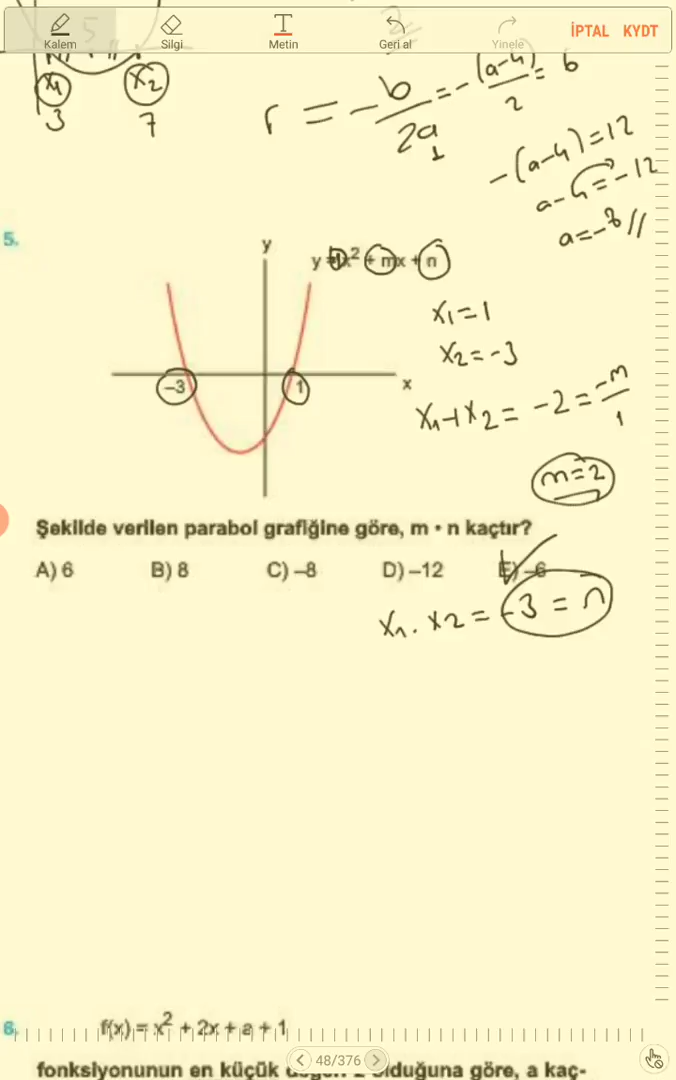 5
Kalem
Silgi
Metin
Geri al
Yinele
İPTAL KYDT
x1 x2
3 7
r = -b/2a = -(a-4)/2 = 6
1
-(a-4)=12
a-4=-12
a=-8//
5.
y
y = 1x² + mx + n
x1=1
x2=-3
-3
1
x
x1+x2 = -2 = -m/1
m=2
Şekilde verilen parabol grafiğine göre, m • n kaçtır?
A) 6 B) 8 C) –8 D) –12 E) –6
x1 . x2 = -3 = n
6. f(x) = x² + 2x + a + 1
48/376
fonksiyonunun en küçük olduğuna göre, a kaç-